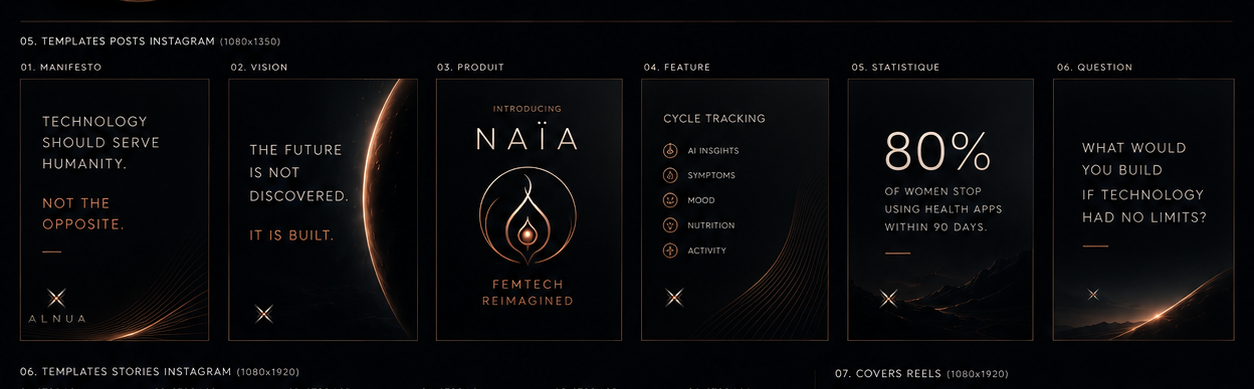 05. TEMPLATES POSTS INSTAGRAM (1080x1350)
01. MANIFESTO
TECHNOLOGY
SHOULD SERVE
HUMANITY.
NOT THE
OPPOSITE.
ALNUA
02. VISION
THE FUTURE
IS NOT
DISCOVERED.
IT IS BUILT.
03. PRODUIT
INTRODUCING
NAÏA
FEMTECH
REIMAGINED
04. FEATURE
CYCLE TRACKING
AI INSGIHTS
SYMPTOMS
MOOD
NUTRITION
ACTIVITY
05. STATISTIQUE
80%
OF WOMEN STOP
USING HEALTH APPS
WITHIN 90 DAYS.
06. QUESTION
WHAT WOULD
YOU BUILD
IF TECHNOLOGY
HAD NO LIMITS?
06. TEMPLATES STORIES INSTAGRAM (1080x1920)
07. COVERS REELS (1080x1920)